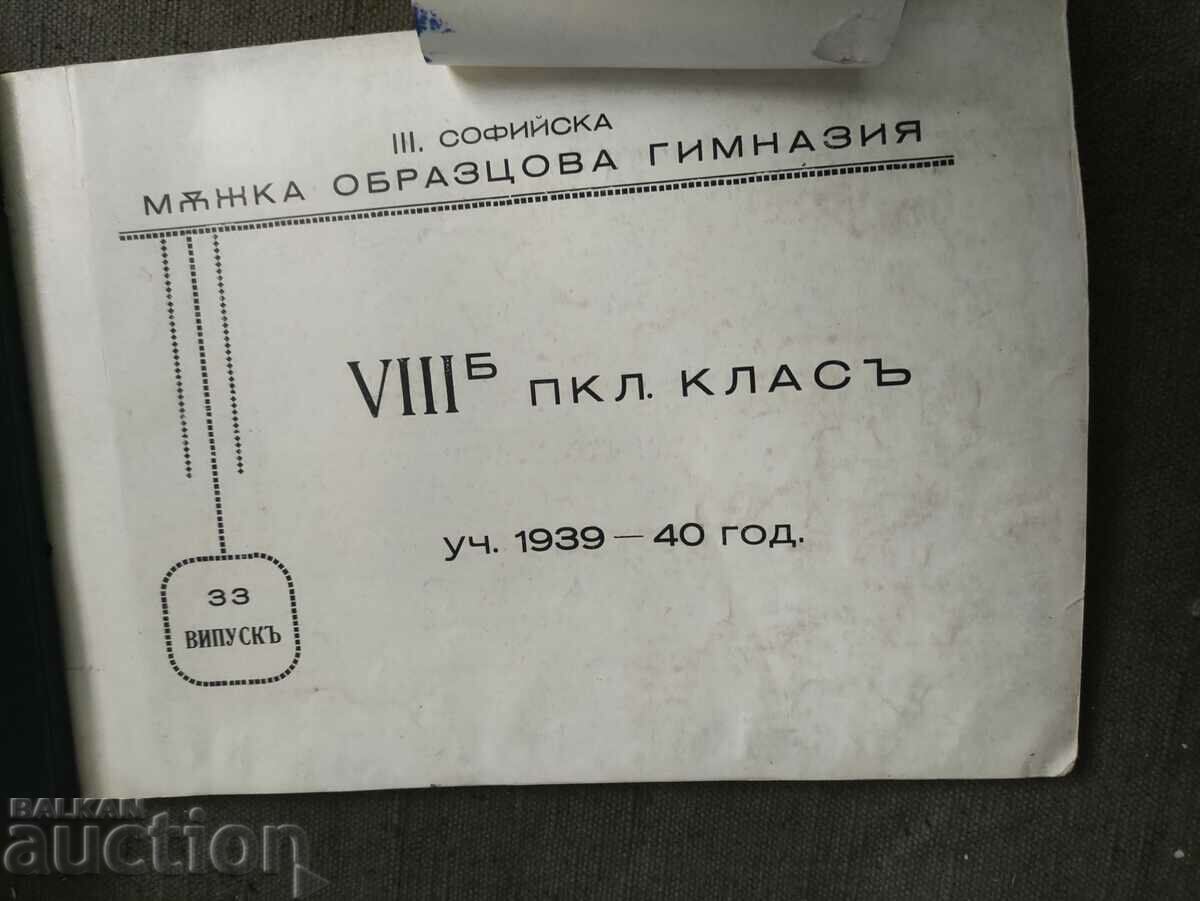 III. СОФИЙСКА
МѪЖКА ОБРАЗЦОВА ГИМНАЗИЯ
VIIIБ ПКЛ. КЛАСЪ
УЧ. 1939 — 40 ГОД.
33
ВИПУСКЪ
BALKAN
auction